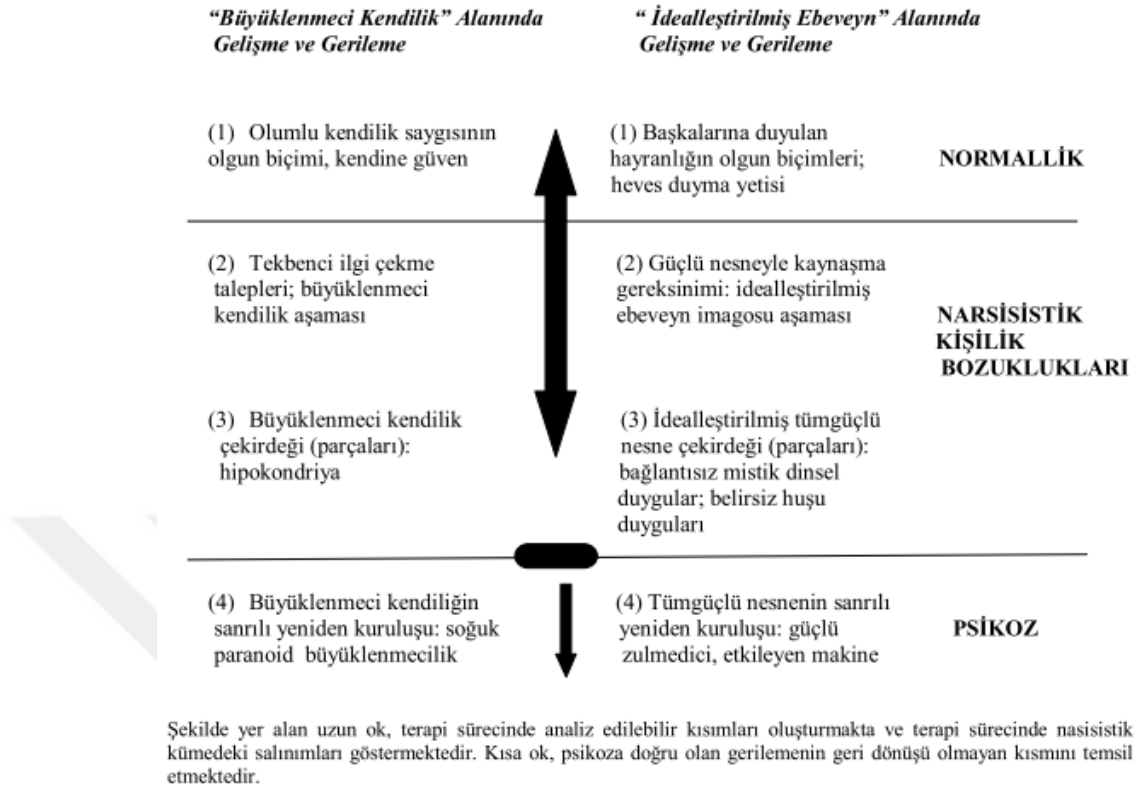 “Büyüklenmeci Kendilik” Alanında
Gelişme ve Gerileme
“ İdealleştirilmiş Ebeveyn” Alanında
Gelişme ve Gerileme
(1) Olumlu kendilik saygısının
olgun biçimi, kendine güven
(1) Başkalarına duyulan
hayranlığın olgun biçimleri;
heves duyma yetisi
NORMALLİK
(2) Tekbenci ilgi çekme
talepleri; büyüklenmeci
kendilik aşaması
(2) Güçlü nesneyle kaynaşma
gereksinimi: idealleştirilmiş
ebeveyn imagosu aşaması
NARSİSİSTİK
KİŞİLİK
BOZUKLUKLARI
(3) Büyüklenmeci kendilik
çekirdeği (parçaları):
hipokondriya
(3) İdealleştirilmiş tümgüçlü
nesne çekirdeği (parçaları):
bağlantısız mistik dinsel
duygular; belirsiz huşu
duyguları
(4) Büyüklenmeci kendiliğin
sanrılı yeniden kuruluşu: soğuk
paranoid büyüklenmecilik
(4) Tümgüçlü nesnenin sanrılı
yeniden kuruluşu: güçlü
zulmedici, etkileyen makine
PSİKOZ
Şekilde yer alan uzun ok, terapi sürecinde analiz edilebilir kısımları oluşturmakta ve terapi sürecinde nasisistik
kümedeki salınımları göstermektedir. Kısa ok, psikoza doğru olan gerilemenin geri dönüşü olmayan kısmını temsil
etmektedir.